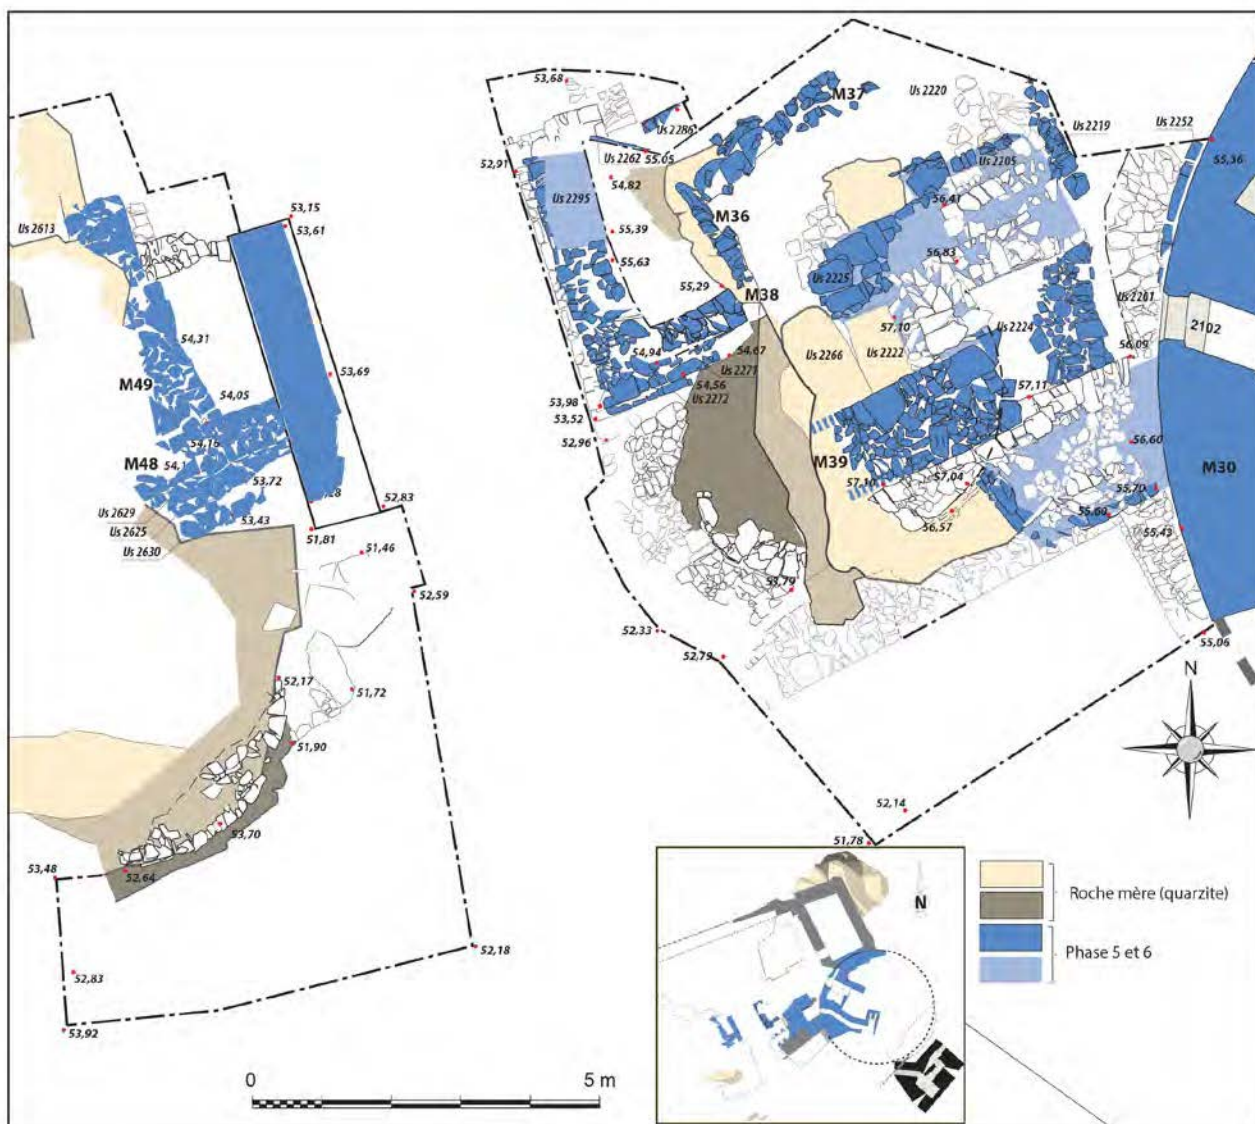 53,68
M37
Us 2220
Us 2286
Us 2219
Us 2252
55,36
52,91
Us 2262
55,05
Us 2205
54,82
Us 2295
53,15
53,61
Us 2613
M36
56,41
55,39
55,63
56,83
55,29
Us 2225
M38
Us 2261
2102
57,10
54,31
Us 2224
56,09
M49
54,94
54,67
Us 2266
Us 2222
Us 2271
53,69
54,56
Us 2272
57,11
54,05
53,98
53,52
52,96
54,16
56,60
M48
M39
M30
53,72
57,10
57,04
55,70
52,83
Us 2629
Us 2625
Us 2630
53,43
56,57
55,60
55,43
51,81
51,46
53,79
52,59
52,33
55,06
52,79
N
52,17
51,72
51,90
52,14
53,70
51,78
53,48
52,64
Roche mère (quarzite)
N
52,18
Phase 5 et 6
52,83
53,92
0 5 m